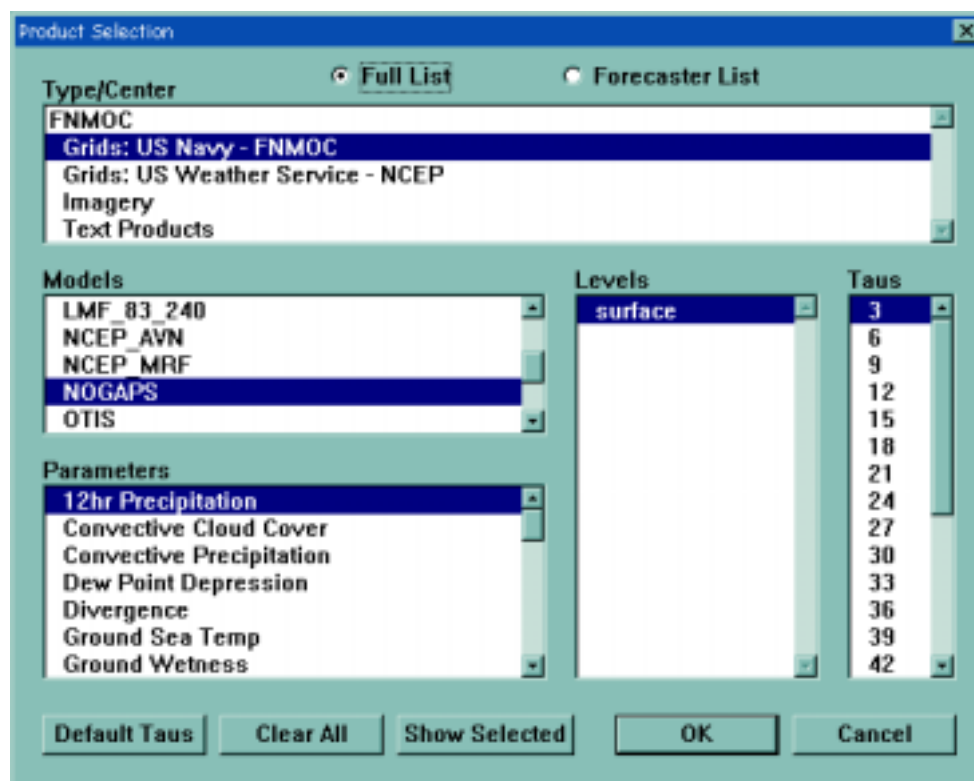 Product Selection
Full List
Forecaster List
Type/Center
FNMOC
Grids: US Navy - FNMOC
Grids: US Weather Service - NCEP
Imagery
Text Products
Models
LMF_83_240
NCEP_AVN
NCEP_MRF
NOGAPS
OTIS
Parameters
12hr Precipitation
Convective Cloud Cover
Convective Precipitation
Dew Point Depression
Divergence
Ground Sea Temp
Ground Wetness
Levels
surface
Taus
3
6
9
12
15
18
21
24
27
30
33
36
39
42
Default Taus
Clear All
Show Selected
OK
Cancel